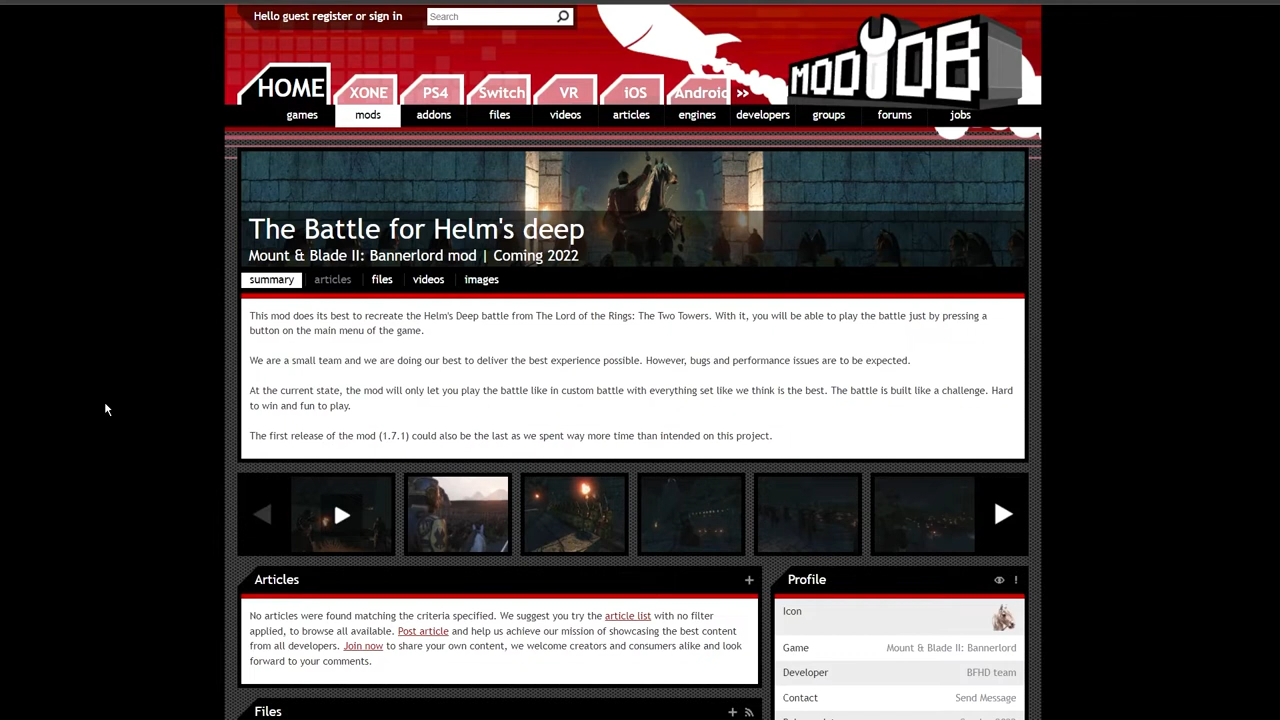 Hello guest register or sign in
Search
MODDB
HOME XONE PS4 Switch VR iOS Android »
games mods addons files videos articles engines developers groups forums jobs
The Battle for Helm's deep
Mount & Blade II: Bannerlord mod | Coming 2022
summary articles files videos images
This mod does its best to recreate the Helm's Deep battle from The Lord of the Rings: The Two Towers. With it, you will be able to play the battle just by pressing a
button on the main menu of the game.
We are a small team and we are doing our best to deliver the best experience possible. However, bugs and performance issues are to be expected.
At the current state, the mod will only let you play the battle like in custom battle with everything set like we think is the best. The battle is built like a challenge. Hard
to win and fun to play.
The first release of the mod (1.7.1) could also be the last as we spent way more time than intended on this project.
Articles +
No articles were found matching the criteria specified. We suggest you try the article list with no filter
applied, to browse all available. Post article and help us achieve our mission of showcasing the best content
from all developers. Join now to share your own content, we welcome creators and consumers alike and look
forward to your comments.
Files +
Profile !
Icon
Game Mount & Blade II: Bannerlord
Developer BFHD team
Contact Send Message